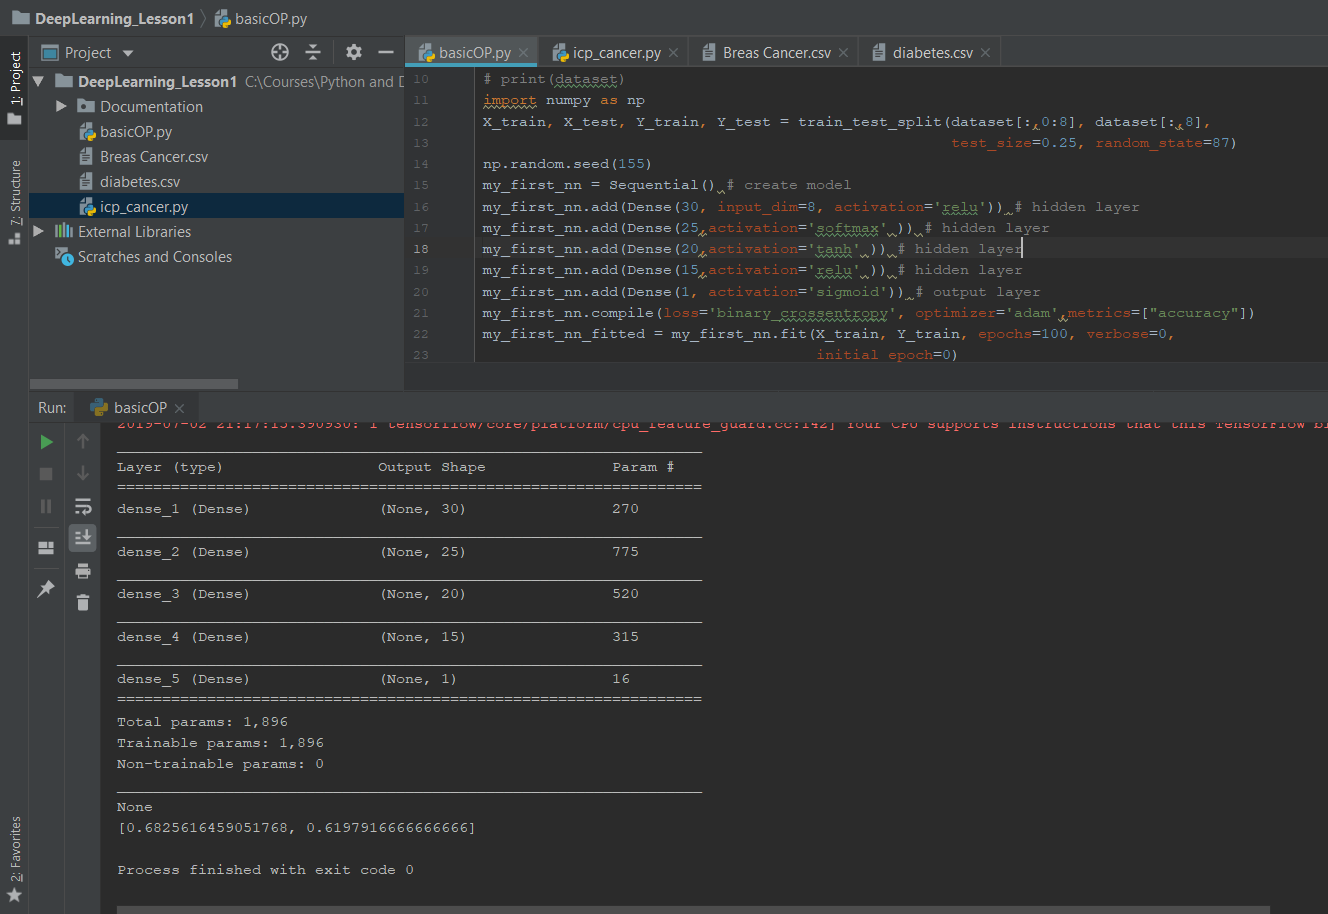 DeepLearning_Lesson1 basicOP.py
1: Project
7: Structure
2: Favorites
Project
DeepLearning_Lesson1 C:\Courses\Python and D
Documentation
basicOP.py
Breas Cancer.csv
diabetes.csv
icp_cancer.py
External Libraries
Scratches and Consoles
basicOP.py icp_cancer.py Breas Cancer.csv diabetes.csv
10 # print(dataset)
11 import numpy as np
12 X_train, X_test, Y_train, Y_test = train_test_split(dataset[:,0:8], dataset[:,8],
13 test_size=0.25, random_state=87)
14 np.random.seed(155)
15 my_first_nn = Sequential() # create model
16 my_first_nn.add(Dense(30, input_dim=8, activation='relu')) # hidden layer
17 my_first_nn.add(Dense(25,activation='softmax' )) # hidden layer
18 my_first_nn.add(Dense(20,activation='tanh' )) # hidden layer
19 my_first_nn.add(Dense(15,activation='relu' )) # hidden layer
20 my_first_nn.add(Dense(1, activation='sigmoid')) # output layer
21 my_first_nn.compile(loss='binary_crossentropy', optimizer='adam',metrics=["accuracy"])
22 my_first_nn_fitted = my_first_nn.fit(X_train, Y_train, epochs=100, verbose=0,
23 initial_epoch=0)
Run: basicOP
2019-07-02 21:17:15.390930: I tensorflow/core/platform/cpu_feature_guard.cc:142] Your CPU supports instructions that this TensorFlow bi
Layer (type) Output Shape Param #
=================================================================
dense_1 (Dense) (None, 30) 270
dense_2 (Dense) (None, 25) 775
dense_3 (Dense) (None, 20) 520
dense_4 (Dense) (None, 15) 315
dense_5 (Dense) (None, 1) 16
=================================================================
Total params: 1,896
Trainable params: 1,896
Non-trainable params: 0
None
[0.6825616459051768, 0.6197916666666666]
Process finished with exit code 0